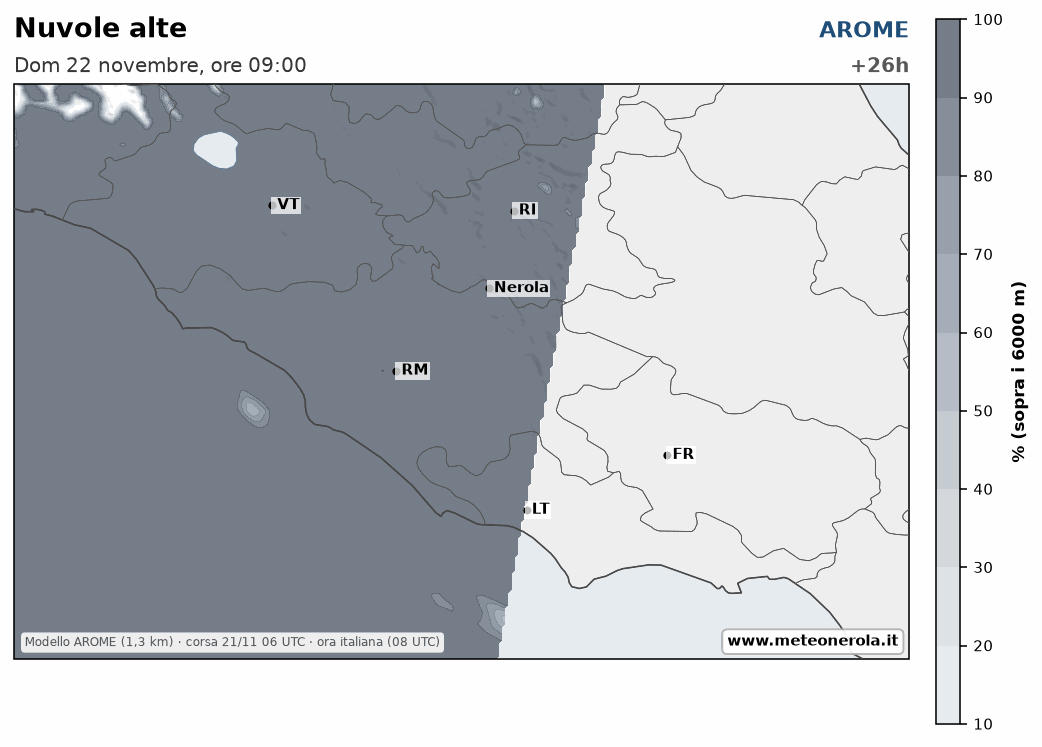 Nuvole alte
AROME
Dom 22 novembre, ore 09:00
+26h
100
90
80
70
60
50
40
30
20
10
% (sopra i 6000 m)
VT
RI
Nerola
RM
FR
LT
Modello AROME (1,3 km) · corsa 21/11 06 UTC · ora italiana (08 UTC)
www.meteonerola.it